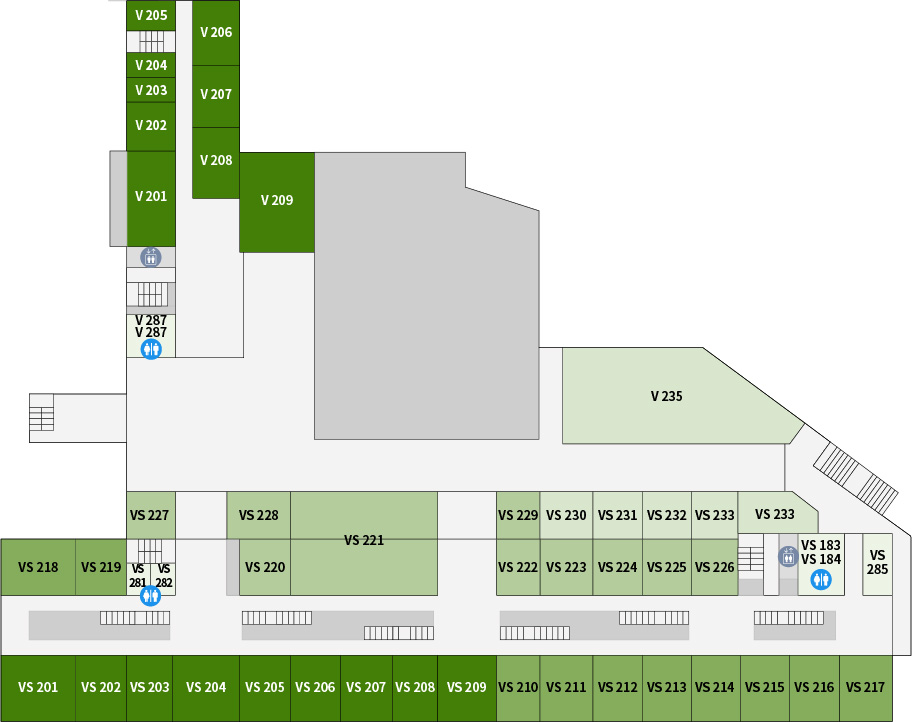 V 205
V 206
V 204
V 203
V 207
V 202
V 208
V 201
V 209
V 287
V 287
V 235
VS 227
VS 228
VS 221
VS 229
VS 230
VS 231
VS 232
VS 233
VS 233
VS 218
VS 219
VS
281
VS
282
VS 220
VS 222
VS 223
VS 224
VS 225
VS 226
VS 183
VS 184
VS
285
VS 201
VS 202
VS 203
VS 204
VS 205
VS 206
VS 207
VS 208
VS 209
VS 210
VS 211
VS 212
VS 213
VS 214
VS 215
VS 216
VS 217